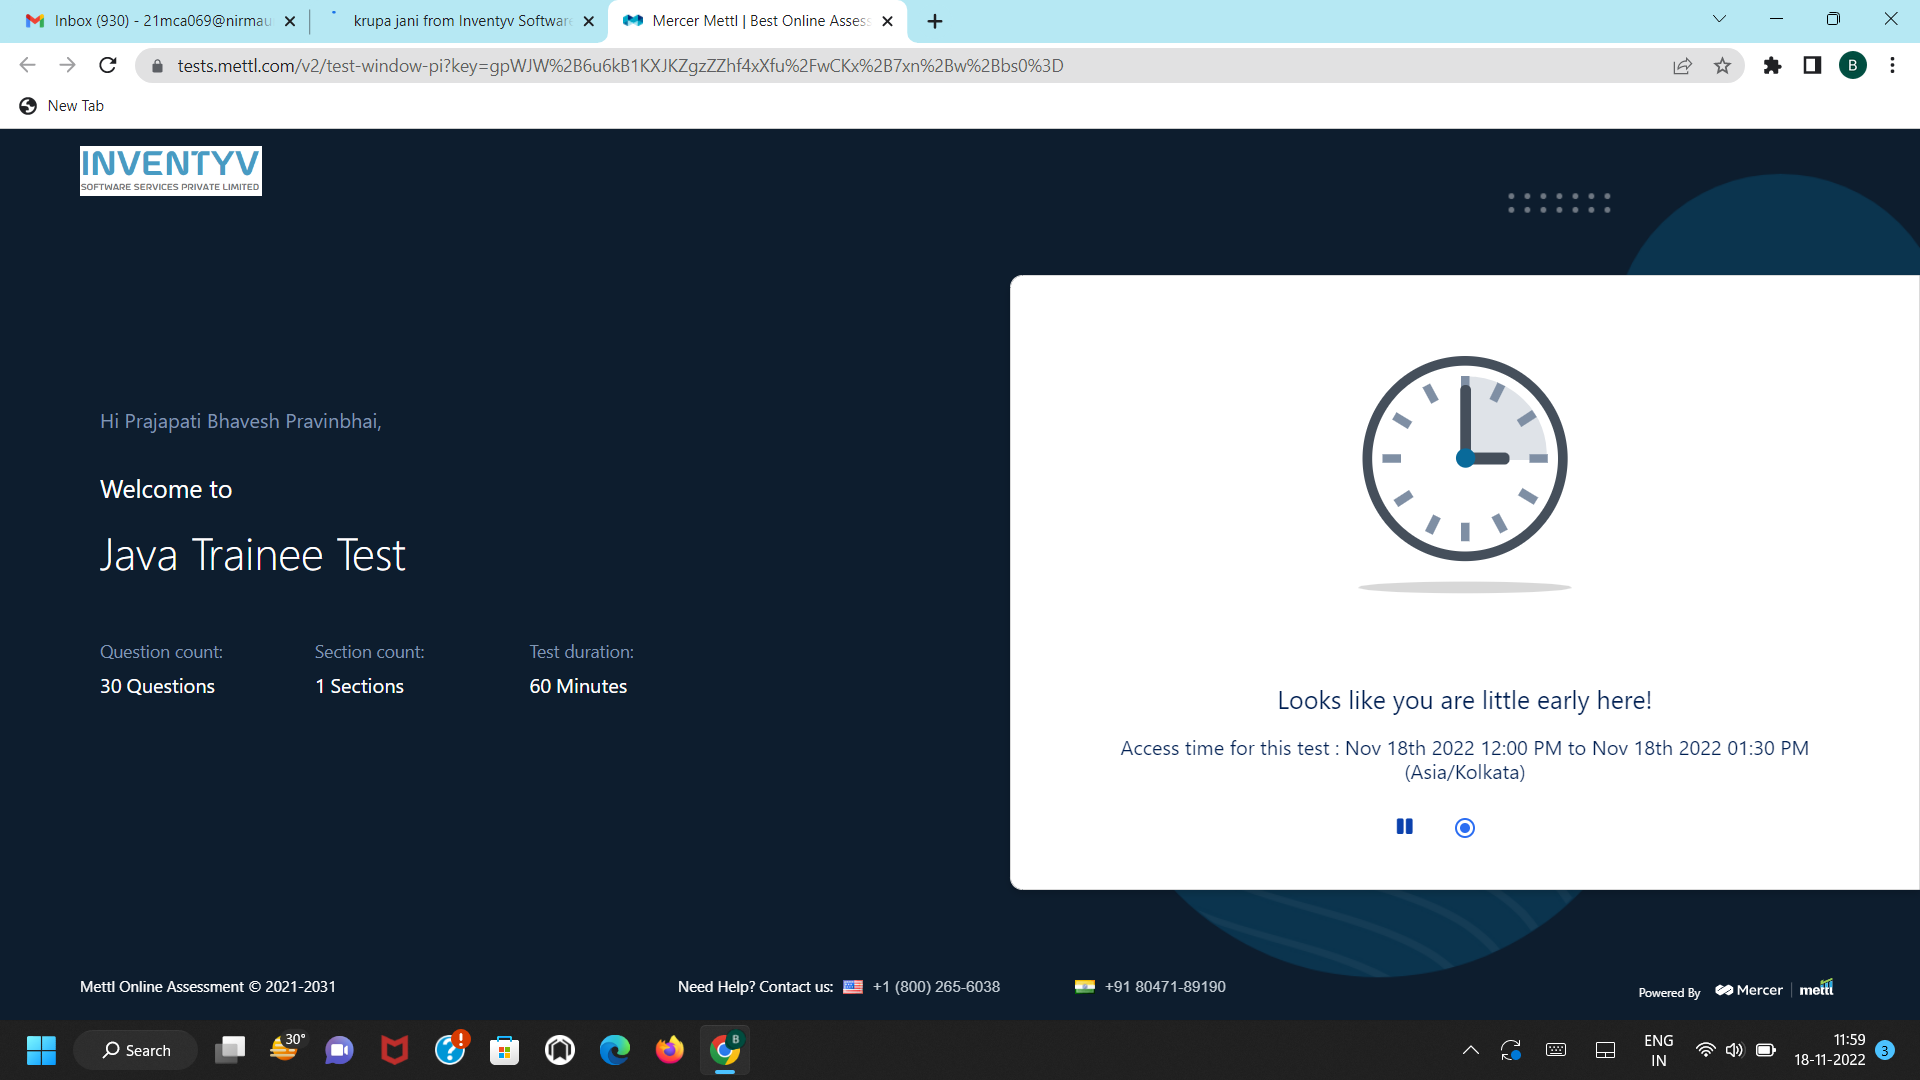 Inbox (930) - 21mca069@nirmau
krupa jani from Inventyv Software
Mercer Mettl | Best Online Assess
tests.mettl.com/v2/test-window-pi?key=gpWJW%2B6u6kB1KXJKZgzZZhf4xXfu%2FwCKx%2B7xn%2Bw%2Bbs0%3D
B
New Tab
INVENTYV
SOFTWARE SERVICES PRIVATE LIMITED
Hi Prajapati Bhavesh Pravinbhai,
Welcome to
Java Trainee Test
Question count:
Section count:
Test duration:
30 Questions
1 Sections
60 Minutes
Looks like you are little early here!
Access time for this test : Nov 18th 2022 12:00 PM to Nov 18th 2022 01:30 PM
(Asia/Kolkata)
Mettl Online Assessment © 2021-2031
Need Help? Contact us:
+1 (800) 265-6038
+91 80471-89190
Powered By
Mercer | mettl
Search
30°
B
ENG
IN
11:59
18-11-2022
3